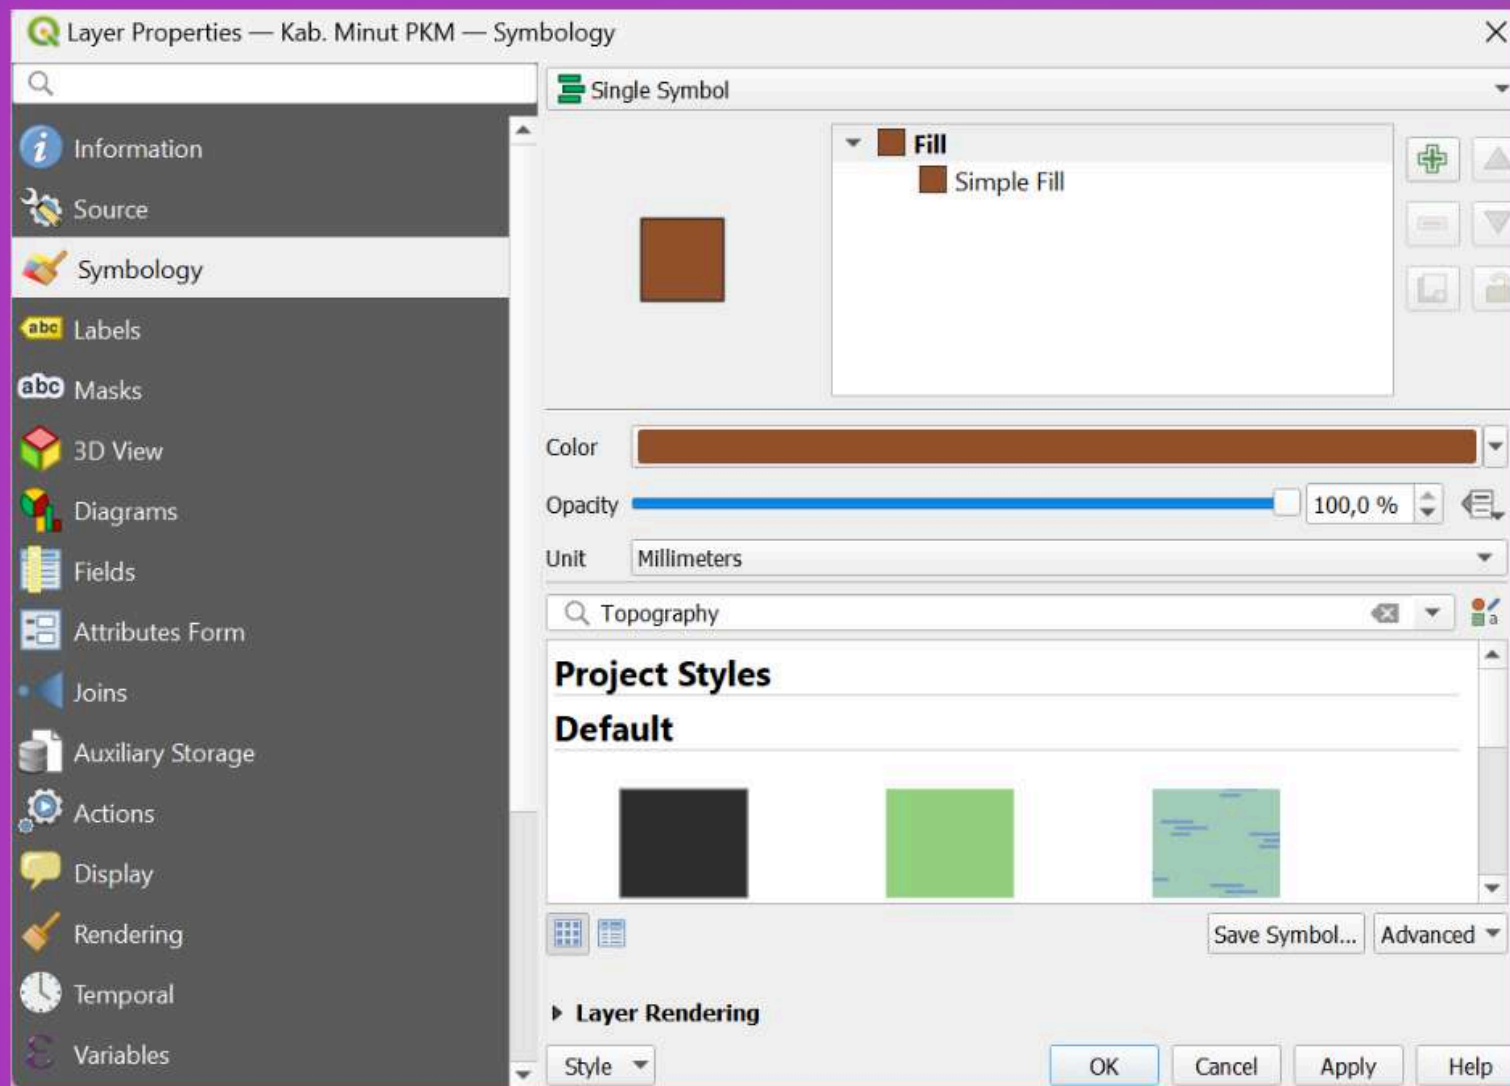 Layer Properties — Kab. Minut PKM — Symbology
Information
Source
Symbology
abc Labels
abc Masks
3D View
Diagrams
Fields
Attributes Form
Joins
Auxiliary Storage
Actions
Display
Rendering
Temporal
Variables
Single Symbol
Fill
Simple Fill
Color
Opacity 100,0 %
Unit Millimeters
Topography
Project Styles
Default
Save Symbol... Advanced
Layer Rendering
Style OK Cancel Apply Help